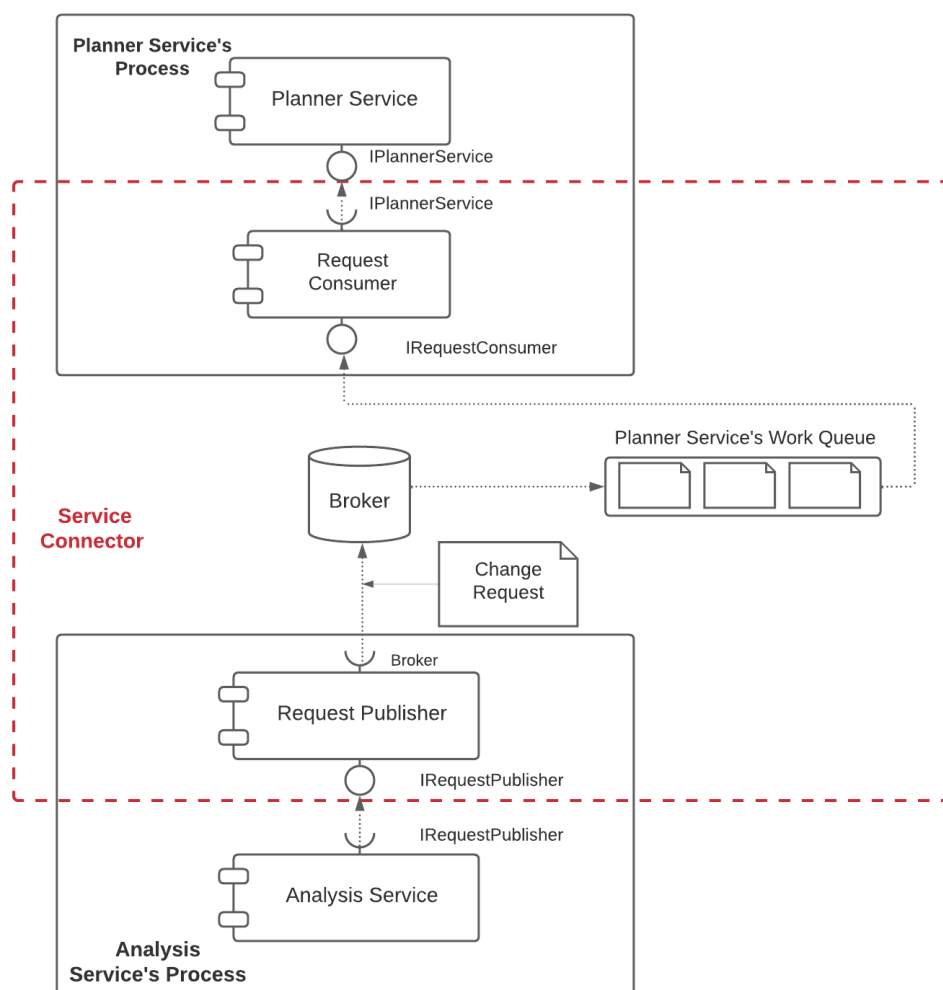 Planner Service's
Process
Planner Service
IPlannerService
IPlannerService
Request
Consumer
IRequestConsumer
Planner Service's Work Queue
Broker
Service
Connector
Change
Request
Broker
Request Publisher
IRequestPublisher
IRequestPublisher
Analysis Service
Analysis
Service's Process